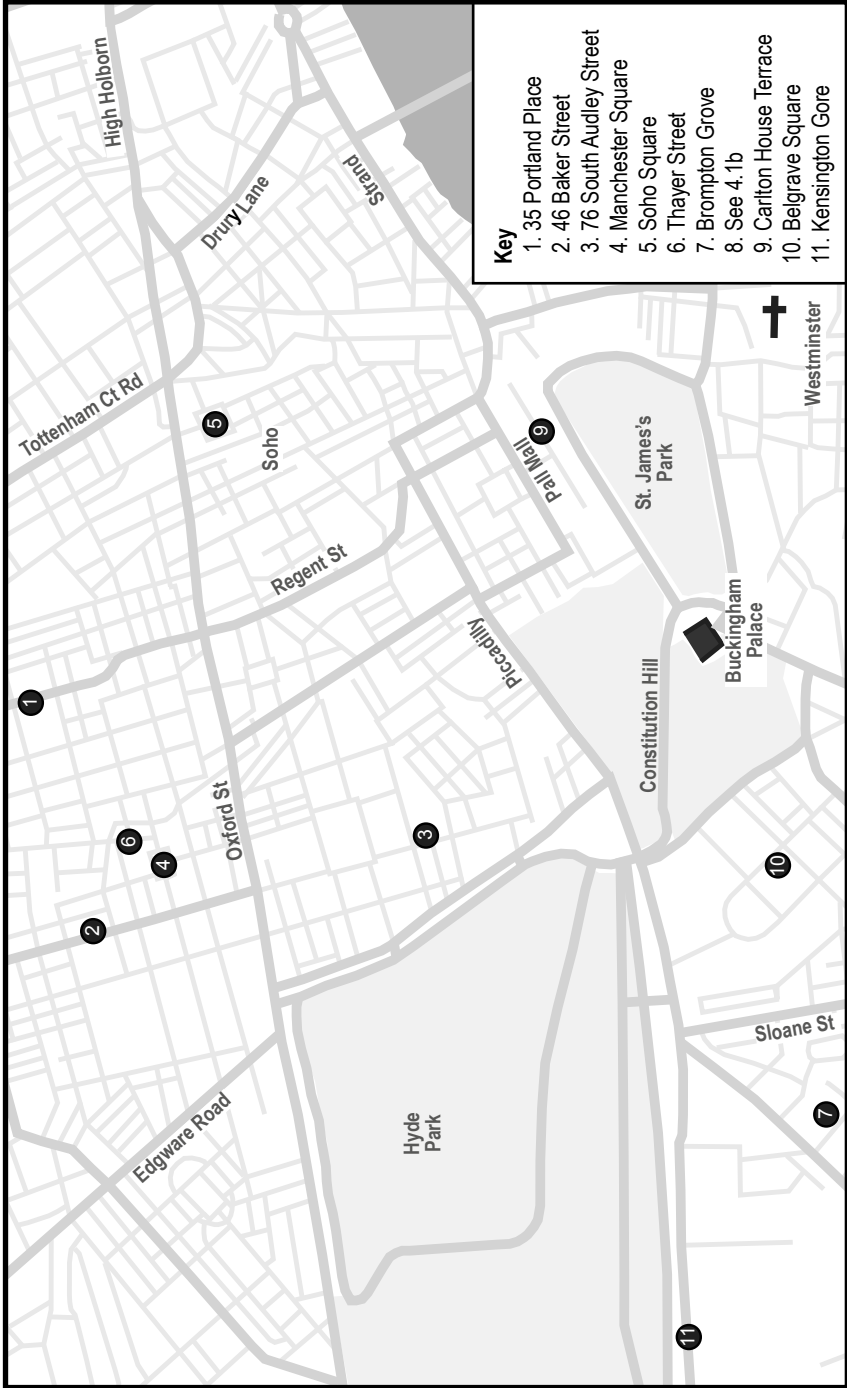 High Holborn
Drury Lane
Strand
Tottenham Ct Rd
5
Soho
Regent St
1
Oxford St
6
4
2
3
Piccadilly
Pall Mall
9
St. James's
Park
Constitution Hill
Buckingham
Palace
Westminster
10
Edgware Road
Hyde
Park
Sloane St
7
11
Key
1. 35 Portland Place
2. 46 Baker Street
3. 76 South Audley Street
4. Manchester Square
5. Soho Square
6. Thayer Street
7. Brompton Grove
8. See 4.1b
9. Carlton House Terrace
10. Belgrave Square
11. Kensington Gore